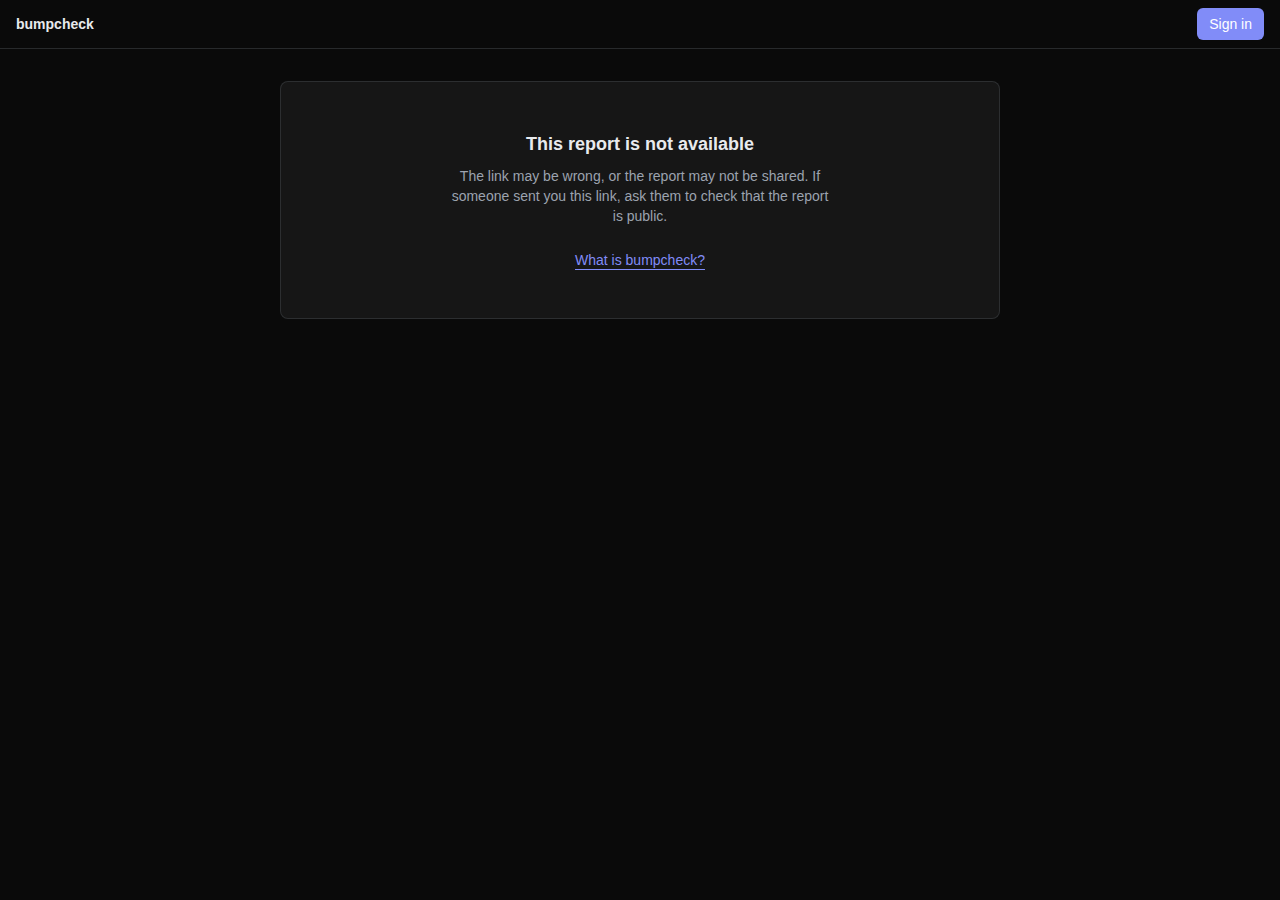 bumpcheck
Sign in
This report is not available
The link may be wrong, or the report may not be shared. If
someone sent you this link, ask them to check that the report
is public.
What is bumpcheck?